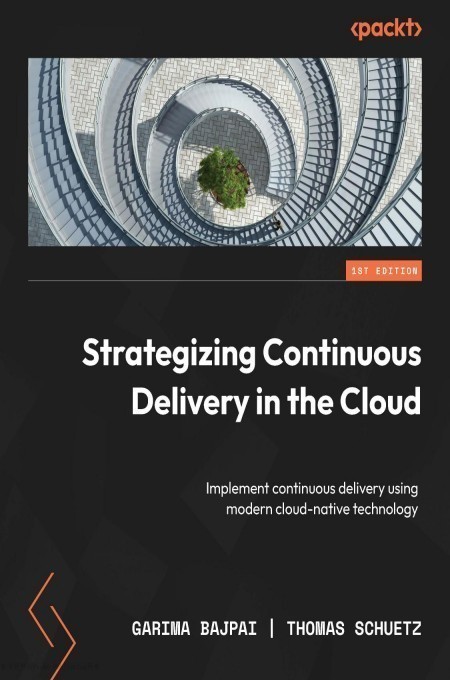 <packt>
1ST EDITION
Strategizing Continuous
Delivery in the Cloud
Implement continuous delivery using
modern cloud-native technology
GARIMA BAJPAI | THOMAS SCHUETZ